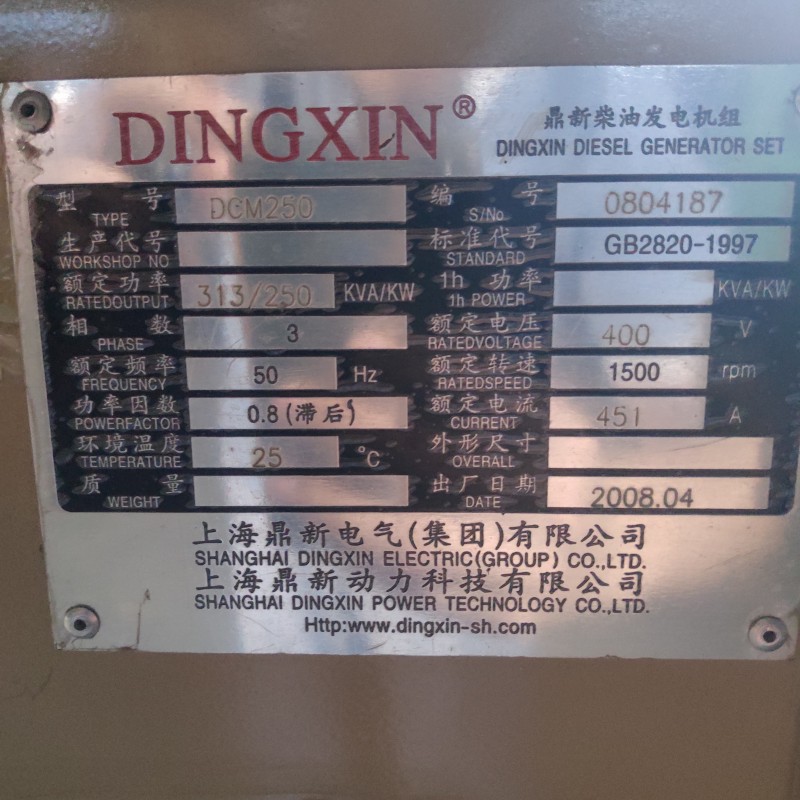 DINGXIN®
鼎新柴油发电机组
DINGXIN DIESEL GENERATOR SET
型 号 DCM250 编 号 0804187
TYPE S/No
生产代号 标准代号 GB2820-1997
WORKSHOP NO STANDARD
额定功率 313/250 KVA/KW 1h 功率 KVA/KW
RATEDOUTPUT 1h POWER
相 数 3 额定电压 400 V
PHASE RATEDVOLTAGE
额定频率 50 Hz 额定转速 1500 rpm
FREQUENCY RATEDSPEED
功率因数 0.8(滞后) 额定电流 451 A
POWERFACTOR CURRENT
环境温度 25 °C 外形尺寸
TEMPERATURE OVERALL
质 量 出厂日期 2008.04
WEIGHT DATE
上海鼎新电气(集团)有限公司
SHANGHAI DINGXIN ELECTRIC(GROUP) CO.,LTD.
上海鼎新动力科技有限公司
SHANGHAI DINGXIN POWER TECHNOLOGY CO.,LTD.
Http:www.dingxin-sh.com